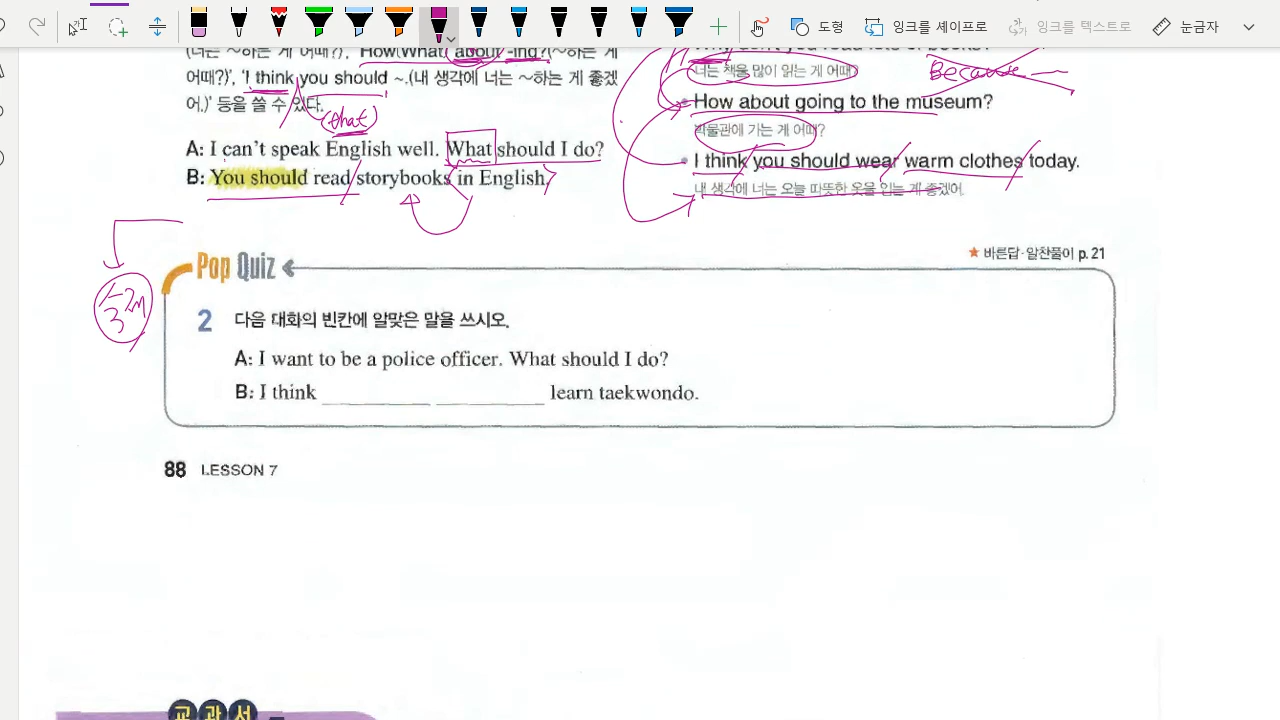 도형
잉크를 셰이프로
잉크를 텍스트로
눈금자
(너는 ~하는 게 어때?)', 'How(What) about -ing?(~하는 게
어때?)', 'I think you should ~.(내 생각에 너는 ~하는 게 좋겠
어.)' 등을 쓸 수 있다.
(that)
A: I can't speak English well. What should I do?
B: You should read storybooks in English.
너는 책을 많이 읽는 게 어때?
Because
How about going to the museum?
박물관에 가는 게 어때?
I think you should wear warm clothes today.
내 생각에 너는 오늘 따뜻한 옷을 입는 게 좋겠어.
Pop Quiz
★ 바른답·알찬풀이 p. 21
2 다음 대화의 빈칸에 알맞은 말을 쓰시오.
A: I want to be a police officer. What should I do?
B: I think ________ ________ learn taekwondo.
88 LESSON 7
교과서